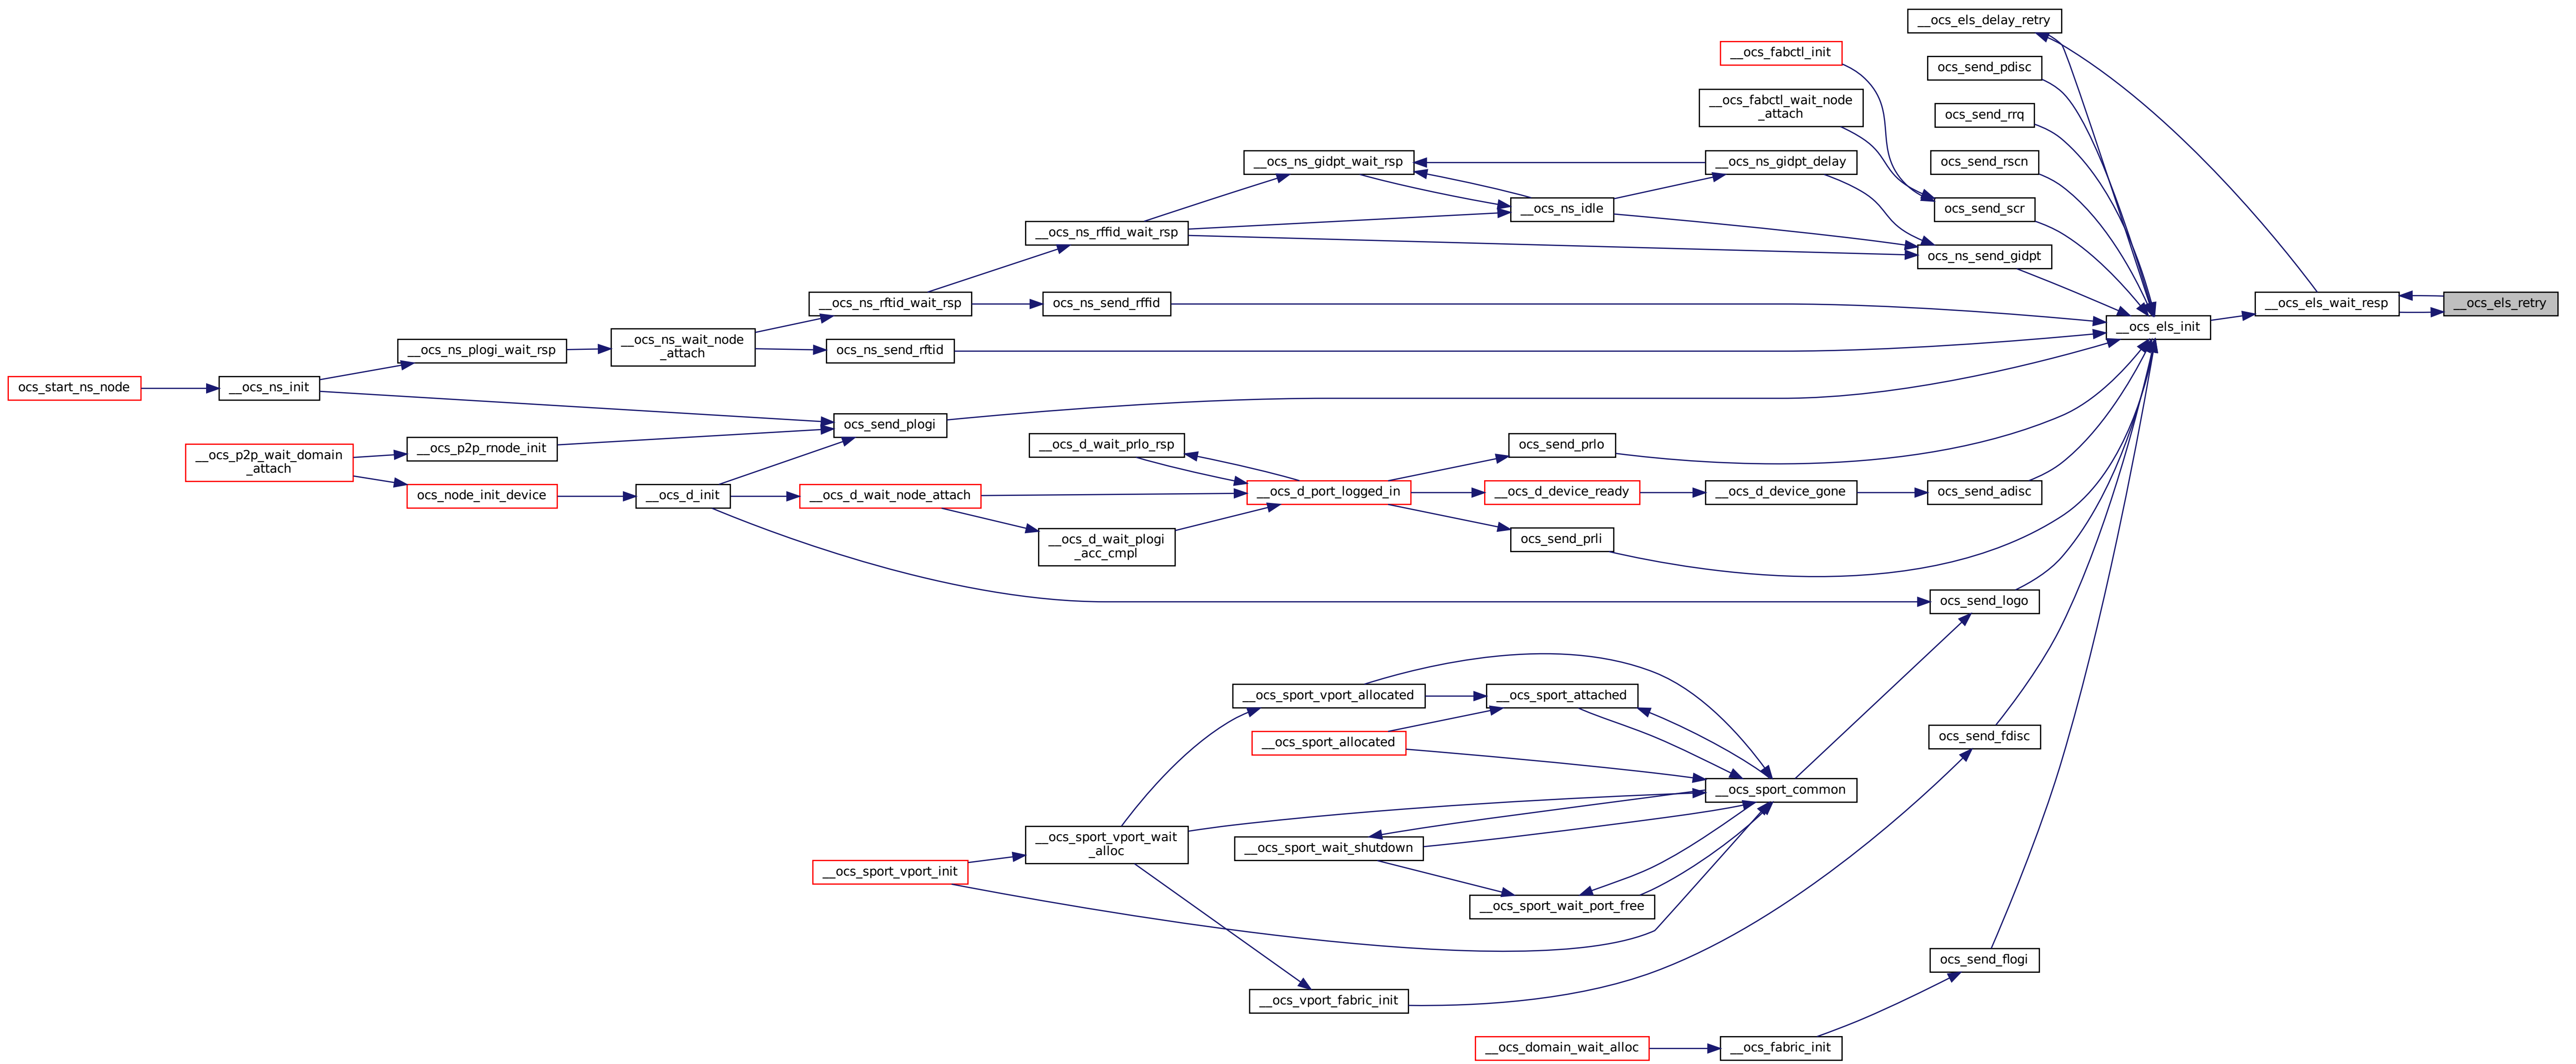 __ocs_els_delay_retry
__ocs_fabctl_init
ocs_send_pdisc
__ocs_fabctl_wait_node
_attach
ocs_send_rrq
__ocs_ns_gidpt_wait_rsp
__ocs_ns_gidpt_delay
ocs_send_rscn
__ocs_ns_idle
ocs_send_scr
__ocs_ns_rffid_wait_rsp
ocs_ns_send_gidpt
__ocs_ns_rftid_wait_rsp
ocs_ns_send_rffid
__ocs_els_wait_resp
__ocs_els_retry
__ocs_els_init
__ocs_ns_plogi_wait_rsp
__ocs_ns_wait_node
_attach
ocs_ns_send_rftid
ocs_start_ns_node
__ocs_ns_init
ocs_send_plogi
__ocs_p2p_wait_domain
_attach
__ocs_p2p_rnode_init
__ocs_d_wait_prlo_rsp
ocs_send_prlo
ocs_node_init_device
__ocs_d_init
__ocs_d_wait_node_attach
__ocs_d_port_logged_in
__ocs_d_device_ready
__ocs_d_device_gone
ocs_send_adisc
__ocs_d_wait_plogi
_acc_cmpl
ocs_send_prli
ocs_send_logo
__ocs_sport_vport_allocated
__ocs_sport_attached
__ocs_sport_allocated
ocs_send_fdisc
__ocs_sport_common
__ocs_sport_vport_wait
_alloc
__ocs_sport_wait_shutdown
__ocs_sport_vport_init
__ocs_sport_wait_port_free
ocs_send_flogi
__ocs_vport_fabric_init
__ocs_domain_wait_alloc
__ocs_fabric_init